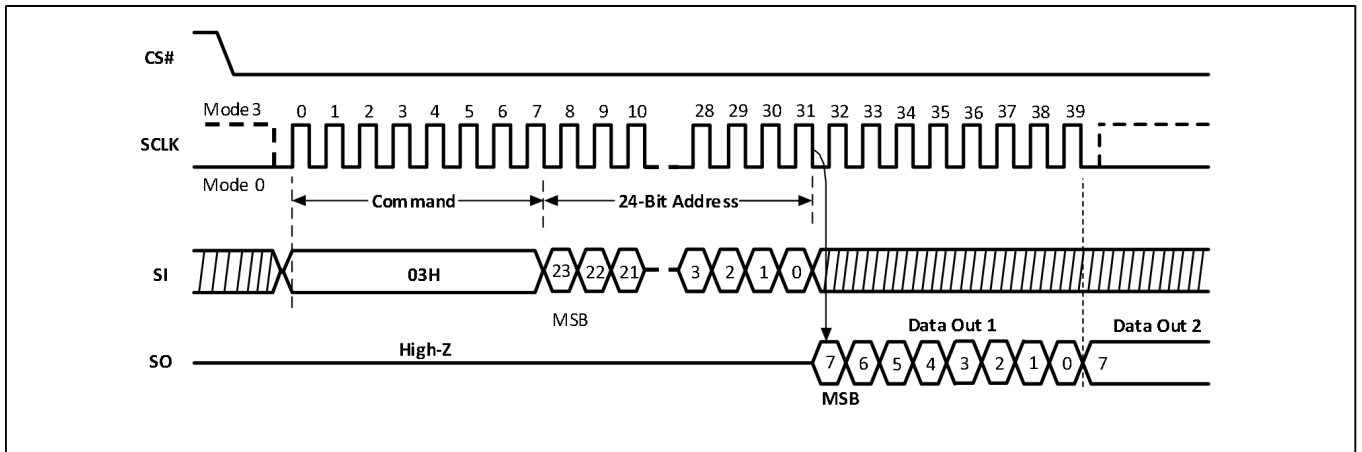 CS#
Mode 3
0 1 2 3 4 5 6 7 8 9 10 28 29 30 31 32 33 34 35 36 37 38 39
SCLK
Mode 0
Command
24-Bit Address
SI
03H
23 22 21 3 2 1 0
MSB
High-Z
Data Out 1
Data Out 2
SO
7 6 5 4 3 2 1 0 7
MSB